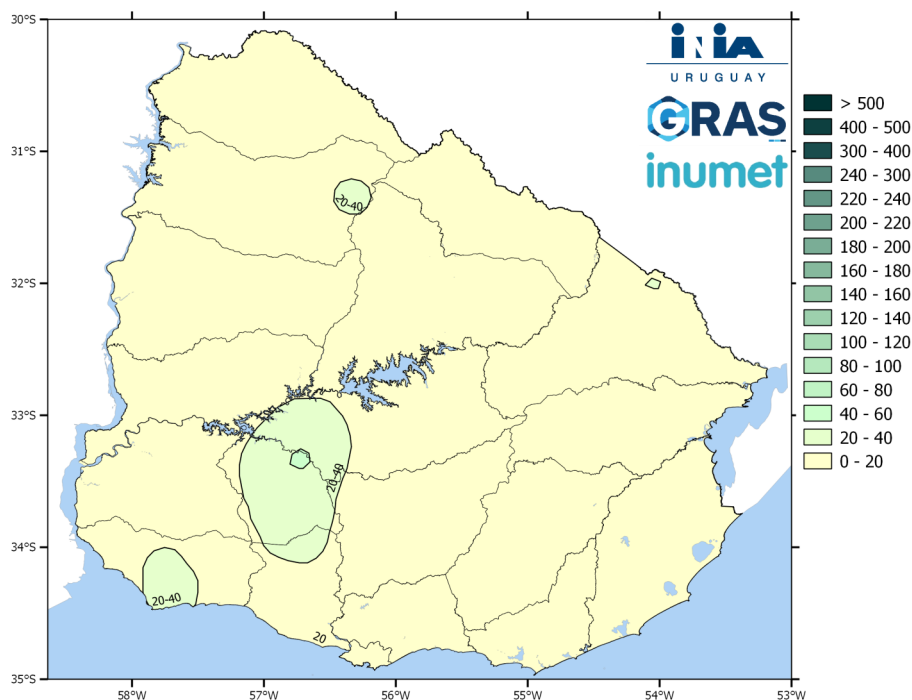 30°S
31°S
32°S
33°S
34°S
35°S
58°W
57°W
56°W
55°W
54°W
53°W
iNiA
URUGUAY
GRAS
inumet
> 500
400 - 500
300 - 400
240 - 300
220 - 240
200 - 220
180 - 200
160 - 180
140 - 160
120 - 140
100 - 120
80 - 100
60 - 80
40 - 60
20 - 40
0 - 20
20-40
20-40
20-40
20